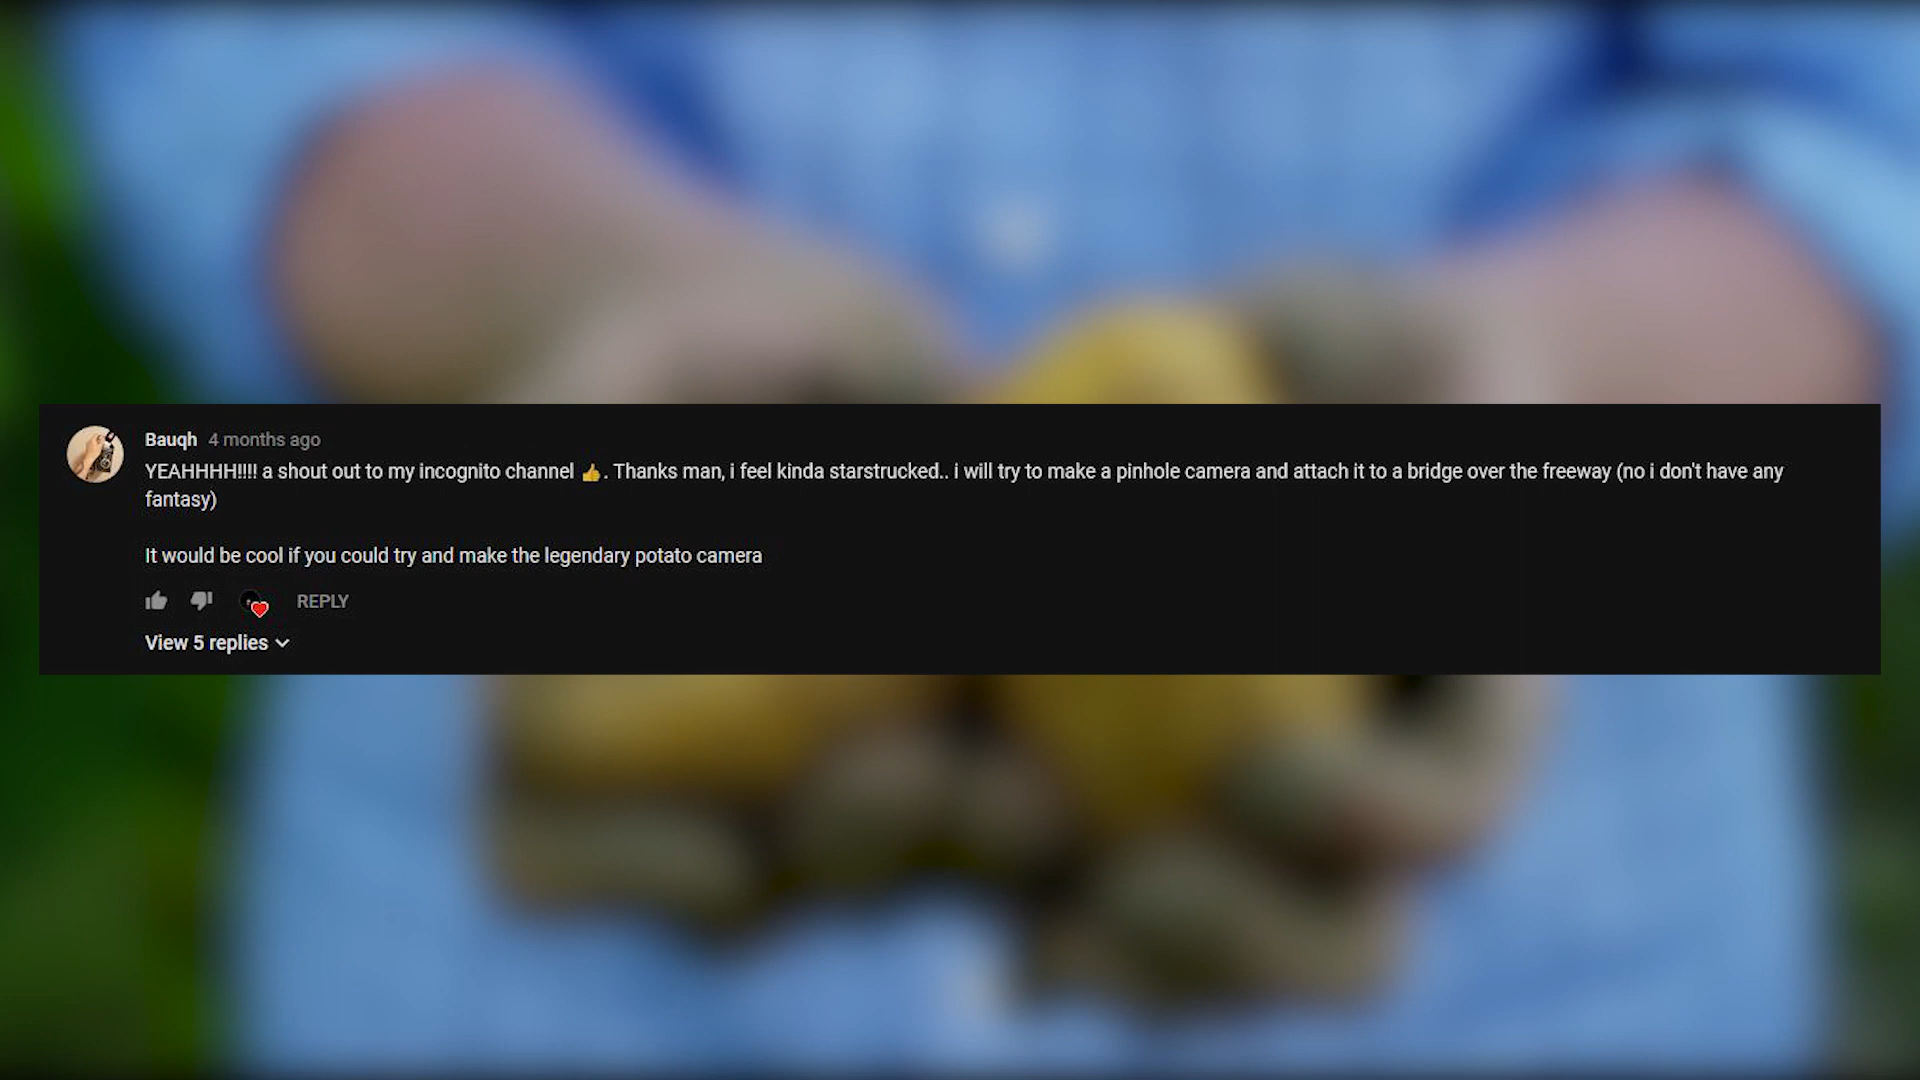 Bauqh 4 months ago
YEAHHHH!!!! a shout out to my incognito channel 👍. Thanks man, i feel kinda starstrucked.. i will try to make a pinhole camera and attach it to a bridge over the freeway (no i don't have any
fantasy)
It would be cool if you could try and make the legendary potato camera
REPLY
View 5 replies